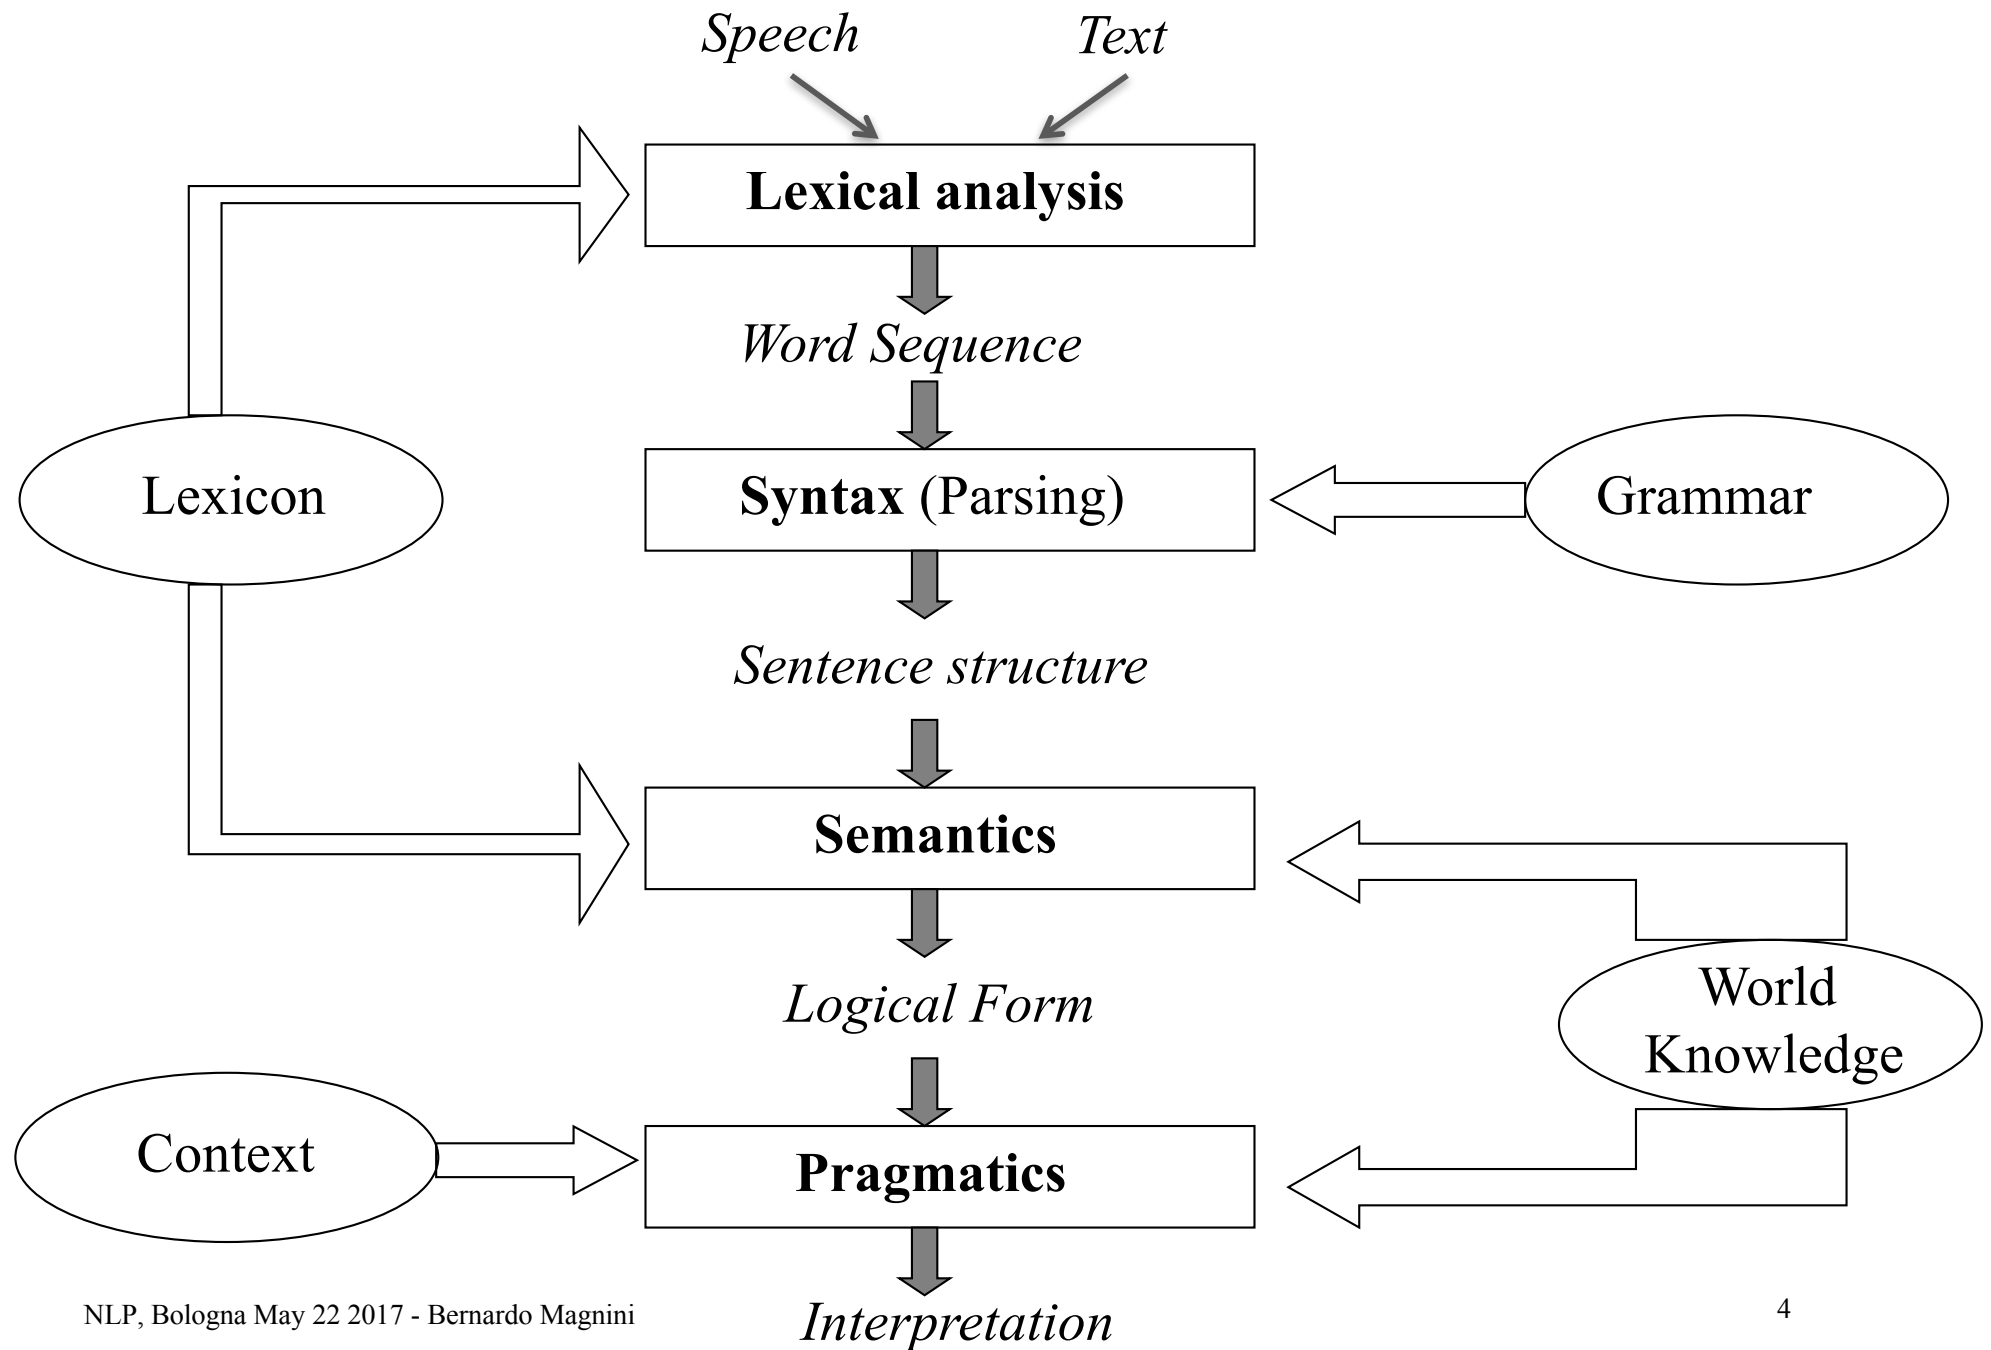 Speech
Text
Lexical analysis
Word Sequence
Lexicon
Syntax (Parsing)
Grammar
Sentence structure
Semantics
Logical Form
World
Knowledge
Context
Pragmatics
Interpretation
NLP, Bologna May 22 2017 - Bernardo Magnini
4